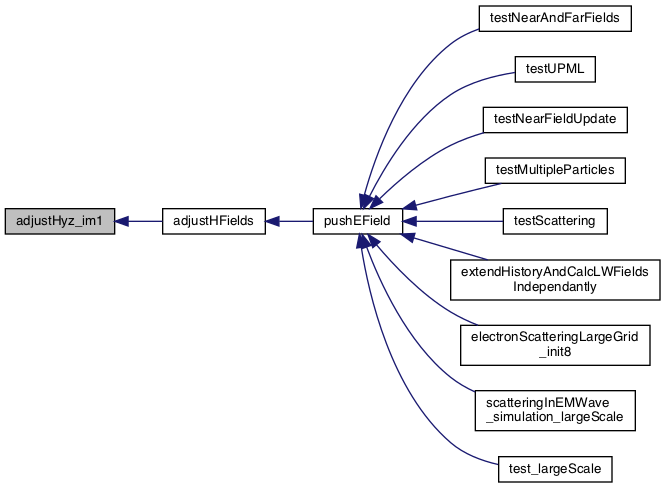 testNearAndFarFields
testUPML
testNearFieldUpdate
testMultipleParticles
adjustHyz_im1
adjustHFields
pushEField
testScattering
extendHistoryAndCalcLWFields
Independantly
electronScatteringLargeGrid
_init8
scatteringInEMWave
_simulation_largeScale
test_largeScale